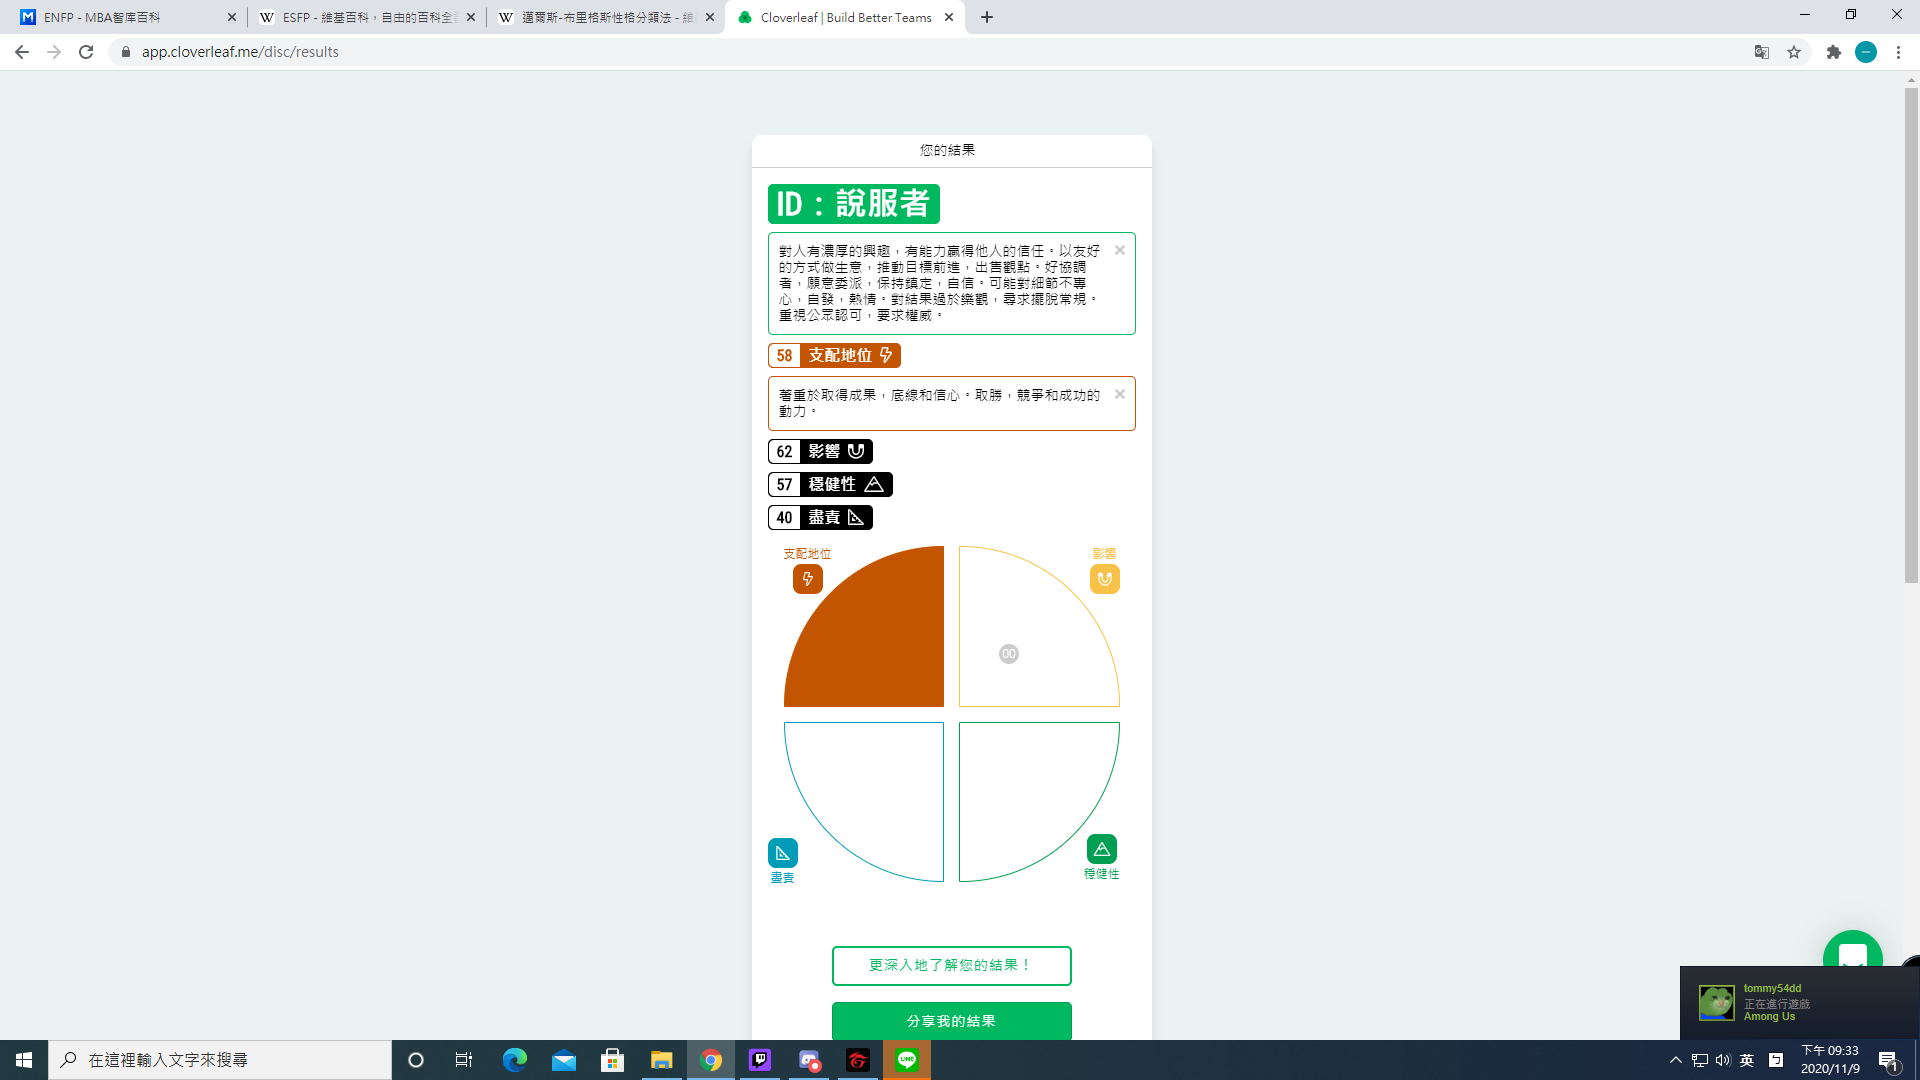 ENFP - MBA智库百科
ESFP - 維基百科，自由的百科全
邁爾斯-布里格斯性格分類法 - 維
Cloverleaf | Build Better Teams
app.cloverleaf.me/disc/results
您的結果
ID：說服者
對人有濃厚的興趣，有能力贏得他人的信任。以友好
的方式做生意，推動目標前進，出售觀點。好協調
者，願意委派，保持鎮定，自信。可能對細節不專
心，自發，熱情。對結果過於樂觀，尋求擺脫常規。
重視公眾認可，要求權威。
58 支配地位
著重於取得成果，底線和信心。取勝，競爭和成功的
動力。
62 影響
57 穩健性
40 盡責
支配地位
影響
00
盡責
穩健性
更深入地了解您的結果！
分享我的結果
tommy54dd
正在進行遊戲
Among Us
在這裡輸入文字來搜尋
LINE
英
下午 09:33
2020/11/9
1